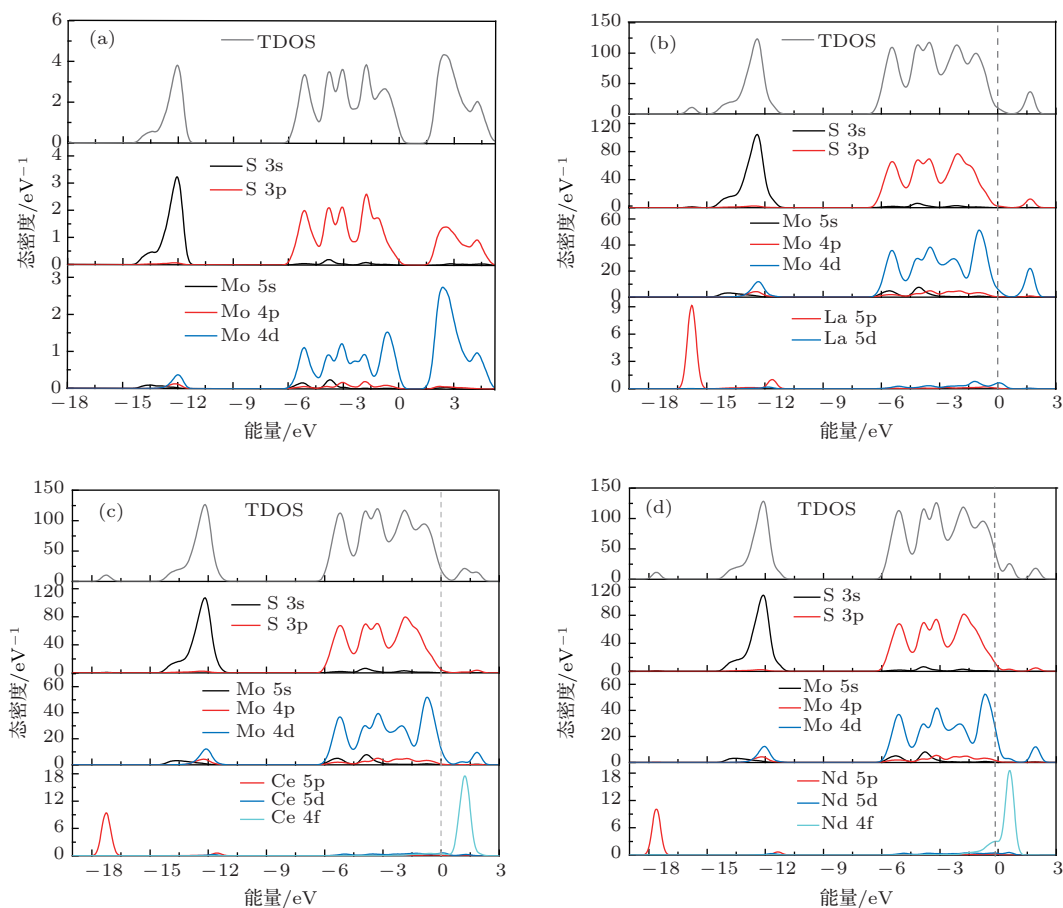 (a)
TDOS
6
4
2
0
S 3s
S 3p
4
3
2
1
0
Mo 5s
Mo 4p
Mo 4d
3
2
1
0
态密度/eV⁻¹
-18 -15 -12 -9 -6 -3 0 3
能量/eV
(b)
TDOS
150
125
100
75
50
25
0
S 3s
S 3p
120
80
40
0
Mo 5s
Mo 4p
Mo 4d
60
40
20
0
La 5p
La 5d
9
6
3
0
态密度/eV⁻¹
-18 -15 -12 -9 -6 -3 0 3
能量/eV
(c)
TDOS
150
125
100
75
50
25
0
S 3s
S 3p
120
80
40
0
Mo 5s
Mo 4p
Mo 4d
60
40
20
0
Ce 5p
Ce 5d
Ce 4f
18
12
6
0
态密度/eV⁻¹
-18 -15 -12 -9 -6 -3 0 3
能量/eV
(d)
TDOS
150
125
100
75
50
25
0
S 3s
S 3p
120
80
40
0
Mo 5s
Mo 4p
Mo 4d
60
40
20
0
Nd 5p
Nd 5d
Nd 4f
18
12
6
0
态密度/eV⁻¹
-18 -15 -12 -9 -6 -3 0 3
能量/eV